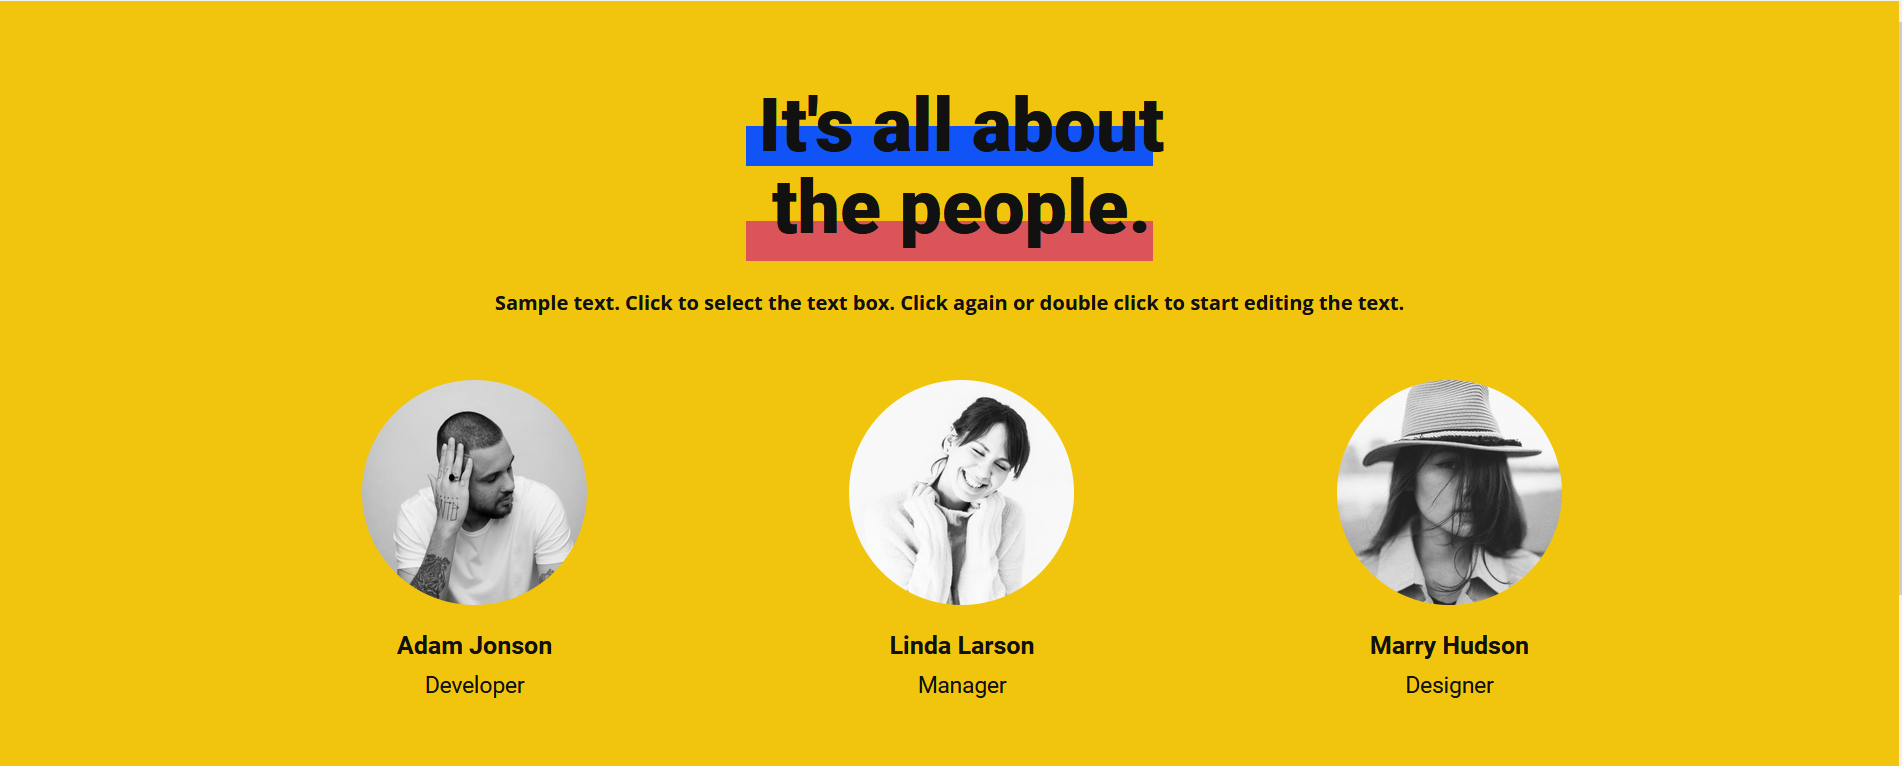 It's all about
the people.
Sample text. Click to select the text box. Click again or double click to start editing the text.
Adam Jonson
Linda Larson
Marry Hudson
Developer
Manager
Designer